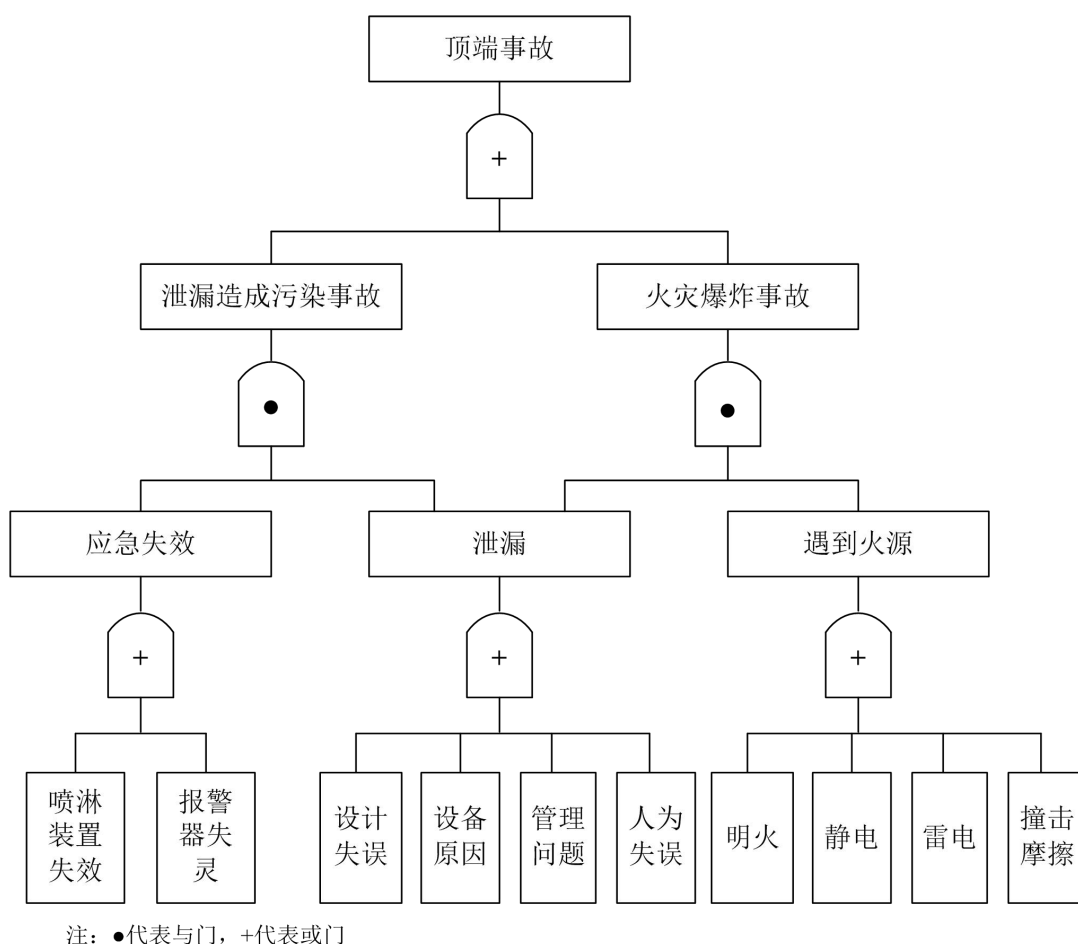 顶端事故
+
泄漏造成污染事故
火灾爆炸事故
●
●
应急失效
泄漏
遇到火源
+
+
+
喷淋
装置
失效
报警
器失
灵
设计
失误
设备
原因
管理
问题
人为
失误
明火
静电
雷电
撞击
摩擦
注：●代表与门，+代表或门